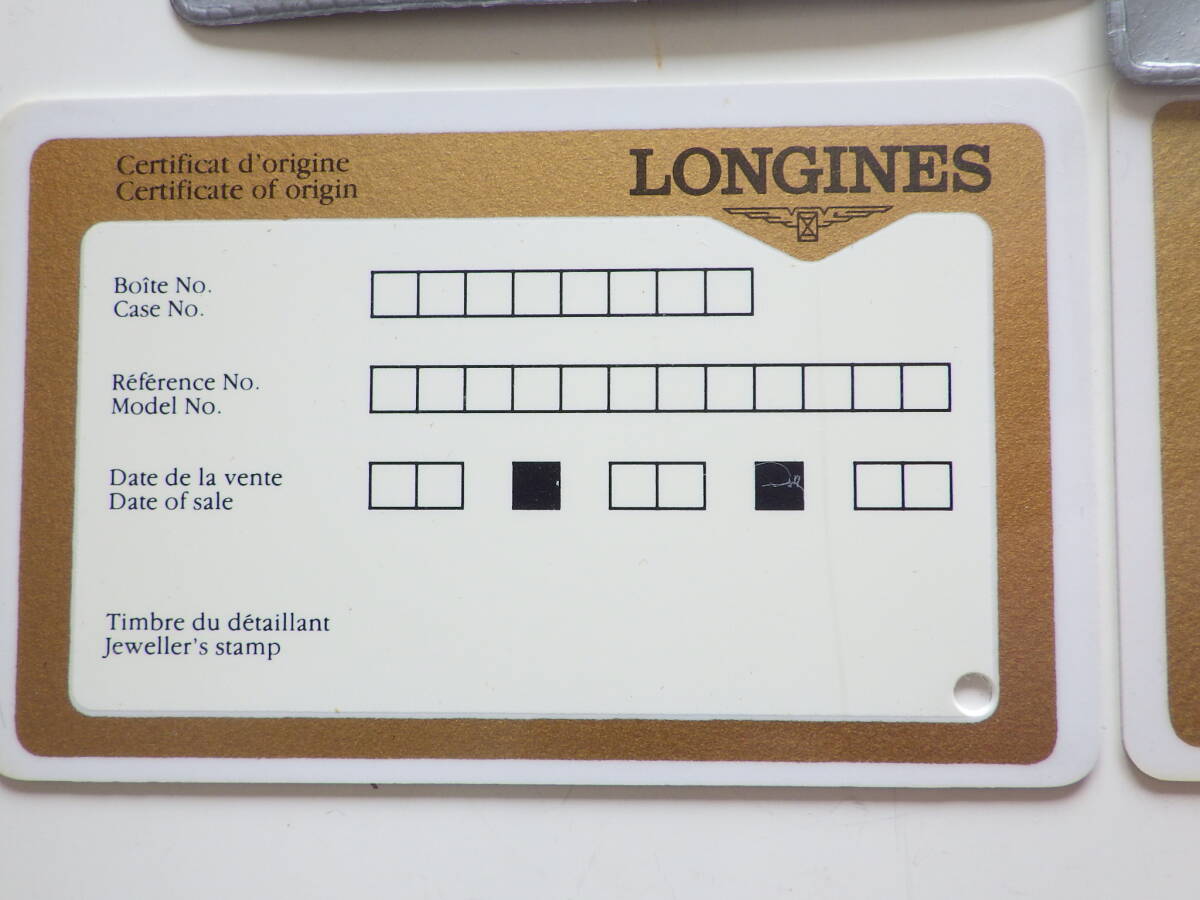 Certificat d'origine
Certificate of origin
LONGINES
Boîte No.
Case No.
Référence No.
Model No.
Date de la vente
Date of sale
Timbre du détaillant
Jeweller's stamp